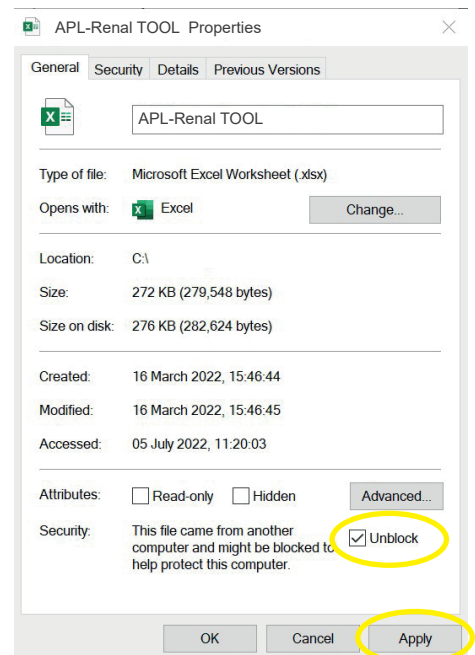 APL-Renal TOOL Properties
General Security Details Previous Versions
APL-Renal TOOL
Type of file: Microsoft Excel Worksheet (.xlsx)
Opens with: Excel Change...
Location: C:\
Size: 272 KB (279,548 bytes)
Size on disk: 276 KB (282,624 bytes)
Created: 16 March 2022, 15:46:44
Modified: 16 March 2022, 15:46:45
Accessed: 05 July 2022, 11:20:03
Attributes: Read-only Hidden Advanced...
Security: This file came from another
computer and might be blocked to
help protect this computer.
Unblock
OK Cancel Apply